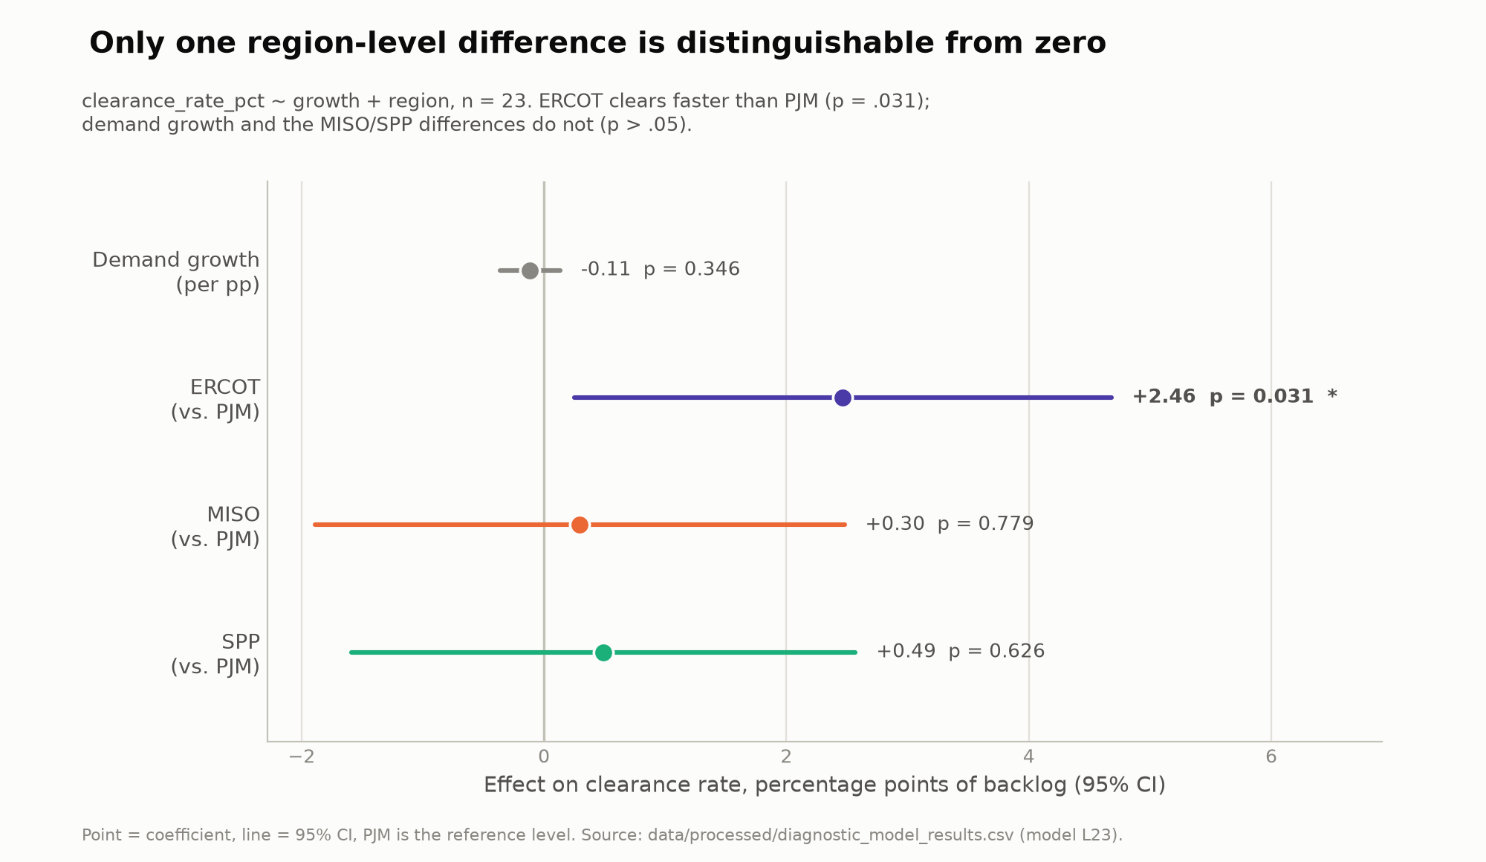 Only one region-level difference is distinguishable from zero
clearance_rate_pct ~ growth + region, n = 23. ERCOT clears faster than PJM (p = .031);
demand growth and the MISO/SPP differences do not (p > .05).
Demand growth
(per pp)
-0.11  p = 0.346
ERCOT
(vs. PJM)
+2.46  p = 0.031  *
MISO
(vs. PJM)
+0.30  p = 0.779
SPP
(vs. PJM)
+0.49  p = 0.626
−2 0 2 4 6
Effect on clearance rate, percentage points of backlog (95% CI)
Point = coefficient, line = 95% CI, PJM is the reference level. Source: data/processed/diagnostic_model_results.csv (model L23).